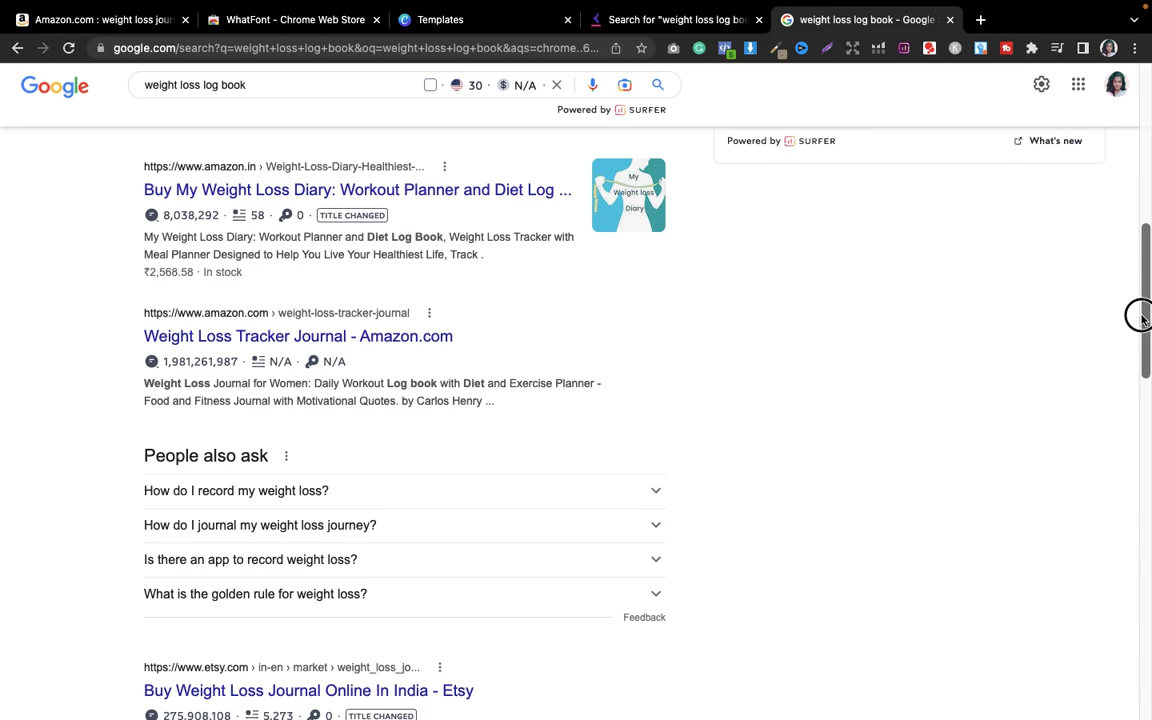 Amazon.com : weight loss jour
WhatFont - Chrome Web Store
Templates
Search for "weight loss log boo
weight loss log book - Google
google.com/search?q=weight+loss+log+book&oq=weight+loss+log+book&aqs=chrome..6...
Google
weight loss log book
30 · N/A ·
Powered by SURFER
Powered by SURFER
What's new
https://www.amazon.in › Weight-Loss-Diary-Healthiest-...
Buy My Weight Loss Diary: Workout Planner and Diet Log ...
8,038,292 · 58 · 0 · TITLE CHANGED
My Weight Loss Diary: Workout Planner and Diet Log Book, Weight Loss Tracker with
Meal Planner Designed to Help You Live Your Healthiest Life, Track .
₹2,568.58 · In stock
My
Weight loss
Diary
https://www.amazon.com › weight-loss-tracker-journal
Weight Loss Tracker Journal - Amazon.com
1,981,261,987 · N/A · N/A
Weight Loss Journal for Women: Daily Workout Log book with Diet and Exercise Planner -
Food and Fitness Journal with Motivational Quotes. by Carlos Henry ...
People also ask
How do I record my weight loss?
How do I journal my weight loss journey?
Is there an app to record weight loss?
What is the golden rule for weight loss?
Feedback
https://www.etsy.com › in-en › market › weight_loss_jo...
Buy Weight Loss Journal Online In India - Etsy
275,908,108 · 5,273 · 0 · TITLE CHANGED